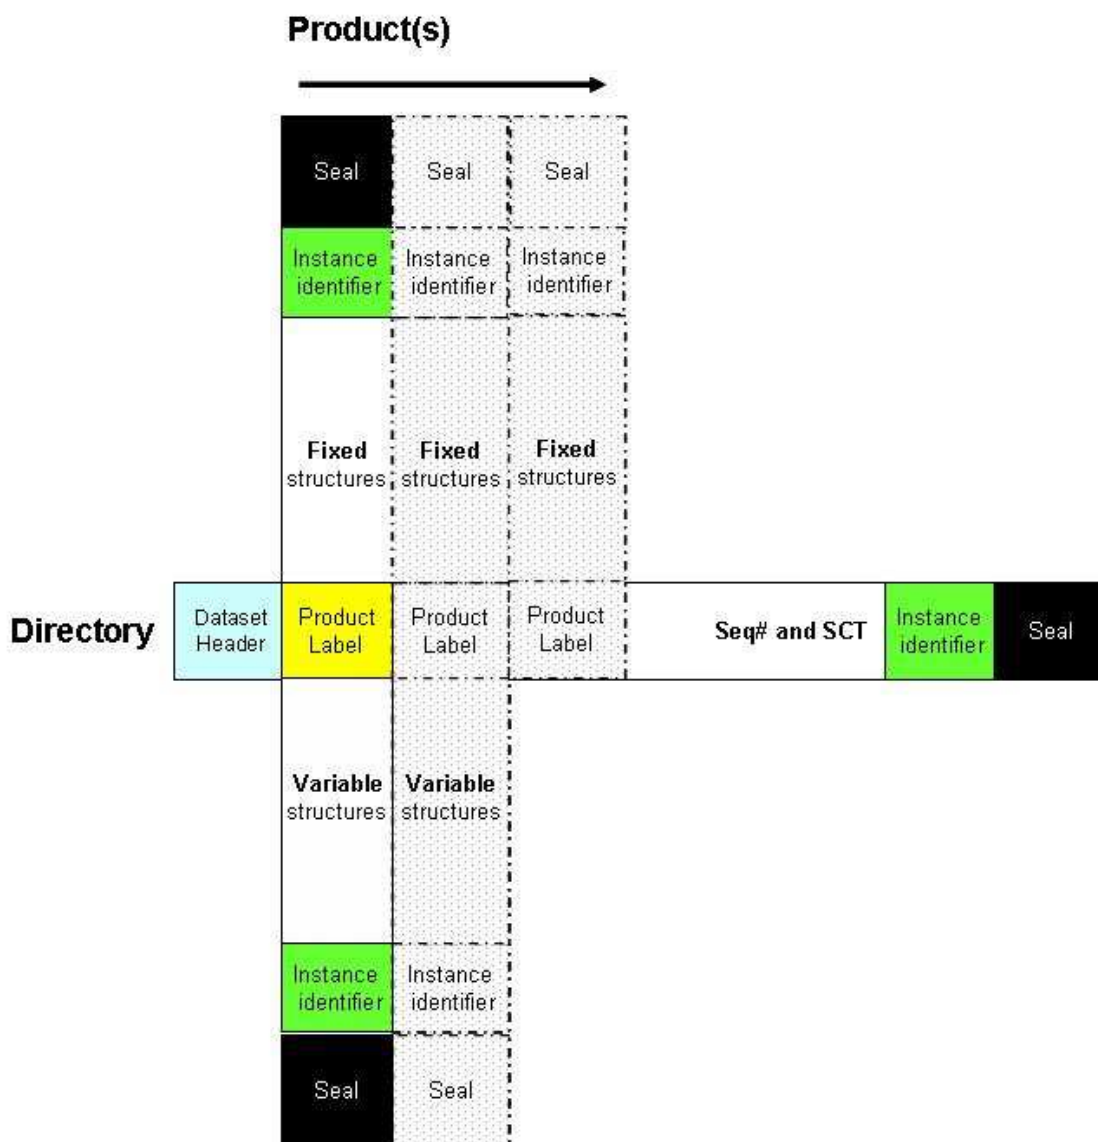 Product(s)
Seal Seal Seal
Instance Instance Instance
identifier identifier identifier
Fixed Fixed Fixed
structures structures structures
Directory
Dataset
Header
Product
Label
Product
Label
Product
Label
Seq# and SCT
Instance
identifier
Seal
Variable Variable
structures structures
Instance Instance
identifier identifier
Seal Seal